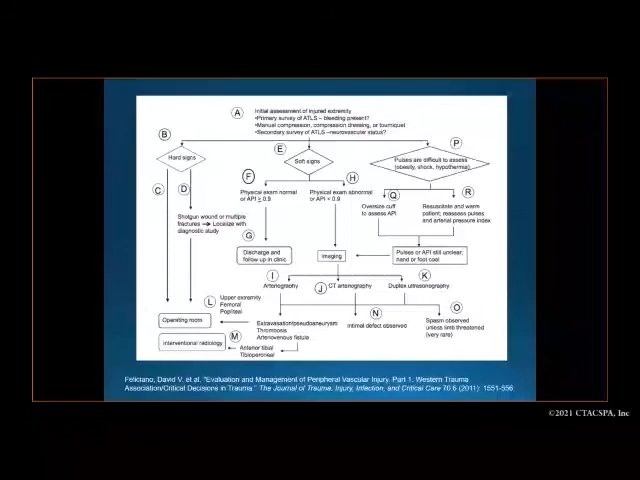 A
Initial assessment of injured extremity
•Primary survey of ATLS – bleeding present?
•Manual compression, compression dressing, or tourniquet
•Secondary survey of ATLS –neurovascular status?
B
Hard signs
E
Soft signs
P
Pulses are difficult to assess
(obesity, shock, hypothermia)
C
D
F
H
Q
R
Physical exam normal
or API ≥ 0.9
Physical exam abnormal
or API < 0.9
Oversize cuff
to assess API
Resuscitate and warm
patient; reassess pulses
and arterial pressure index
Shotgun wound or multiple
fractures → Localize with
diagnostic study
G
Discharge and
follow up in clinic
Imaging
Pulses or API still unclear;
hand or foot cool
I
Arteriography
J
CT arteriography
K
Duplex ultrasonography
L
Upper extremity
Femoral
Popliteal
N
O
Operating room
Extravasation/pseudoaneurysm
Thrombosis
Arteriovenous fistula
Intimal defect observed
Spasm observed
unless limb threatened
(very rare)
M
Interventional radiology
Anterior tibial
Tibioperoneal
Feliciano, David V, et al. "Evaluation and Management of Peripheral Vascular Injury. Part 1. Western Trauma
Association/Critical Decisions in Trauma." The Journal of Trauma. Injury, Infection, and Critical Care 70.6 (2011): 1551-556
©2021 CTACSPA, Inc